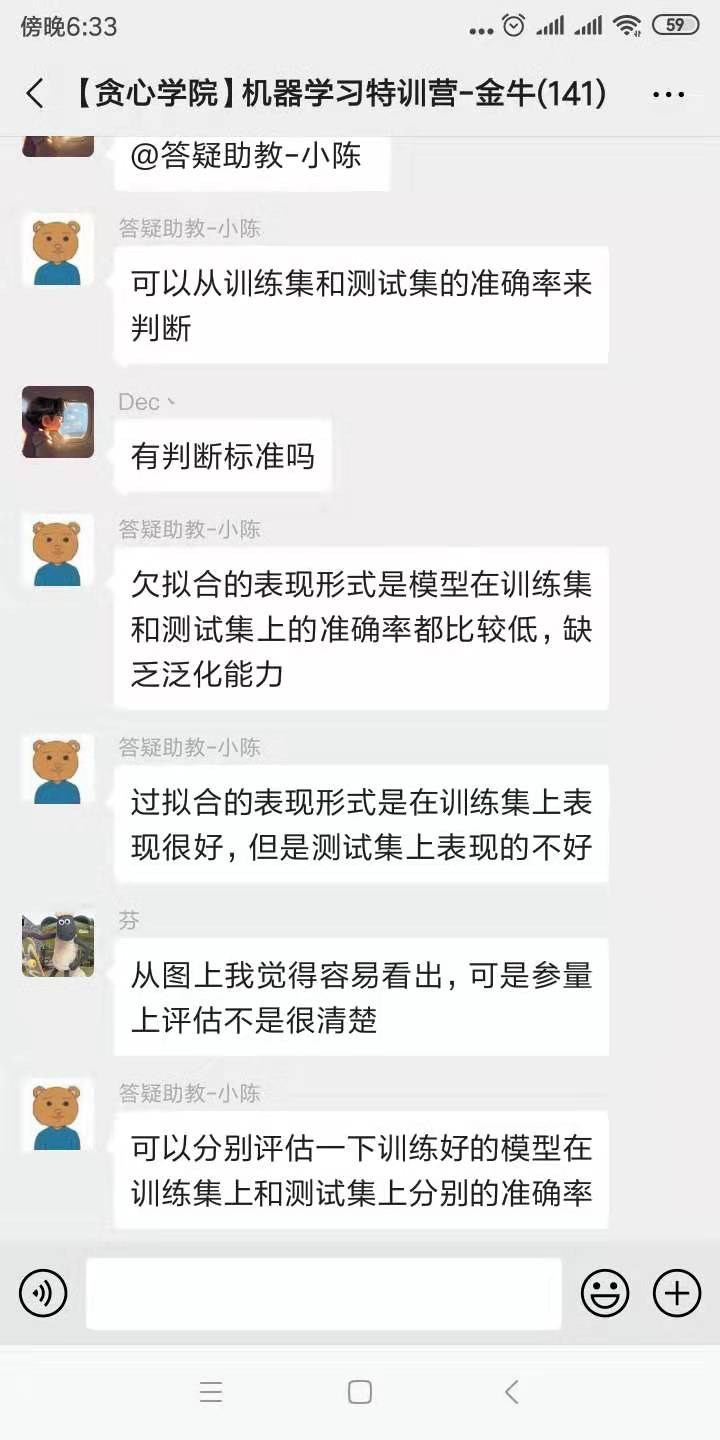 傍晚6:33
59
【贪心学院】机器学习特训营-金牛(141)
@答疑助教-小陈
答疑助教-小陈
可以从训练集和测试集的准确率来
判断
Dec丶
有判断标准吗
答疑助教-小陈
欠拟合的表现形式是模型在训练集
和测试集上的准确率都比较低，缺
乏泛化能力
答疑助教-小陈
过拟合的表现形式是在训练集上表
现很好，但是测试集上表现的不好
芬
从图上我觉得容易看出，可是参量
上评估不是很清楚
答疑助教-小陈
可以分别评估一下训练好的模型在
训练集上和测试集上分别的准确率